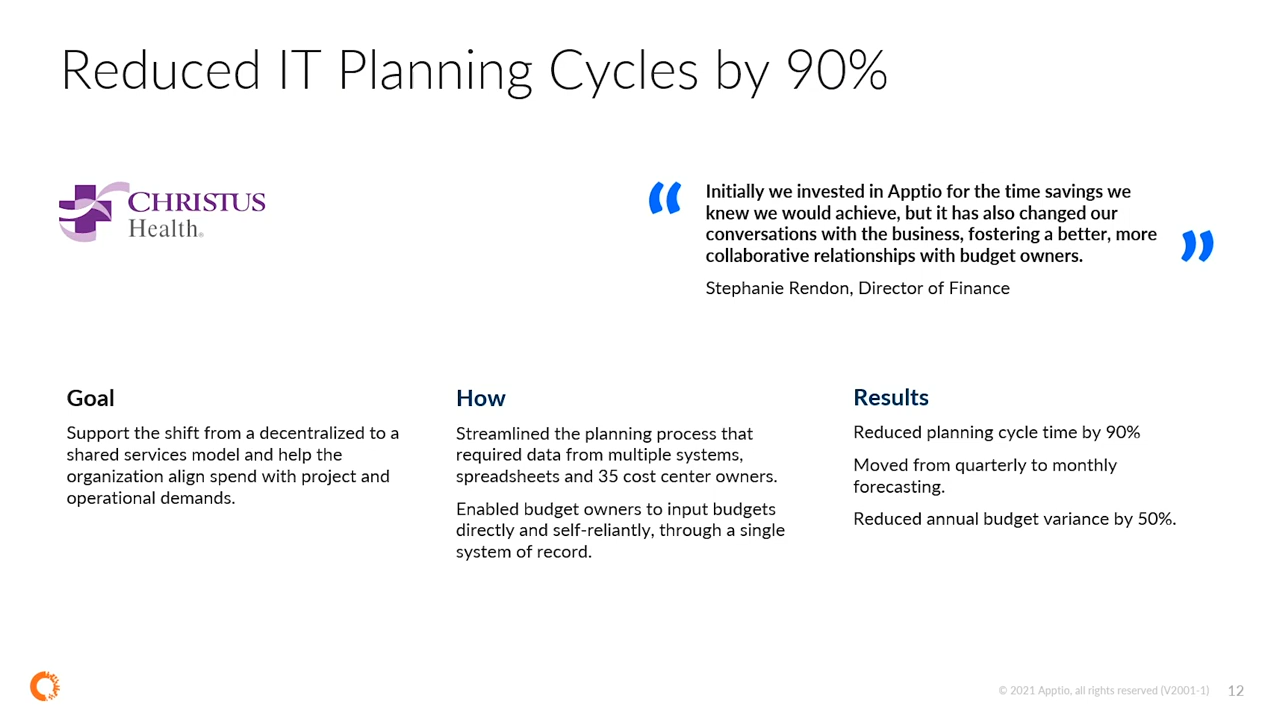 Reduced IT Planning Cycles by 90%
CHRISTUS
Health®
“ Initially we invested in Apptio for the time savings we
knew we would achieve, but it has also changed our
conversations with the business, fostering a better, more
collaborative relationships with budget owners. ”
Stephanie Rendon, Director of Finance
Goal
Support the shift from a decentralized to a
shared services model and help the
organization align spend with project and
operational demands.
How
Streamlined the planning process that
required data from multiple systems,
spreadsheets and 35 cost center owners.
Enabled budget owners to input budgets
directly and self-reliantly, through a single
system of record.
Results
Reduced planning cycle time by 90%
Moved from quarterly to monthly
forecasting.
Reduced annual budget variance by 50%.
© 2021 Apptio, all rights reserved (V2001-1) 12